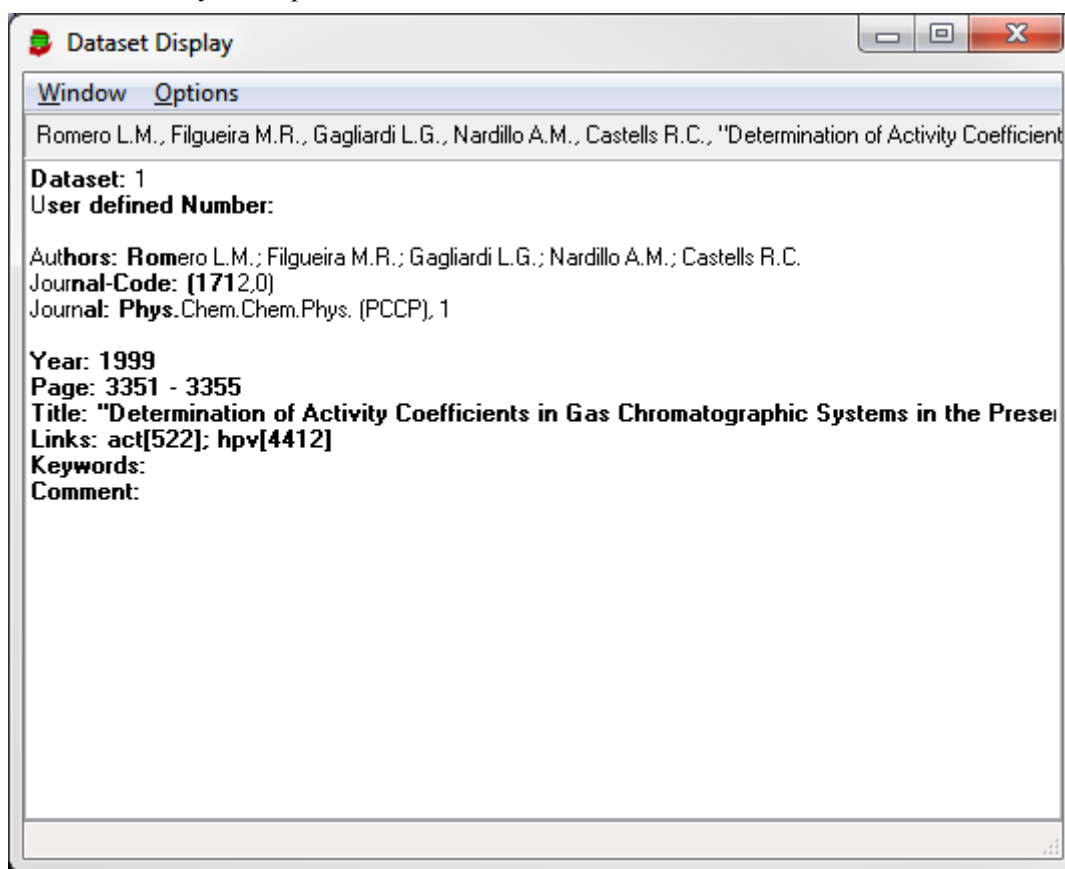 Dataset Display
Window Options
Romero L.M., Filgueira M.R., Gagliardi L.G., Nardillo A.M., Castells R.C., "Determination of Activity Coefficient
Dataset: 1
User defined Number:
Authors: Romero L.M.; Filgueira M.R.; Gagliardi L.G.; Nardillo A.M.; Castells R.C.
Journal-Code: (1712,0)
Journal: Phys.Chem.Chem.Phys. (PCCP), 1
Year: 1999
Page: 3351 - 3355
Title: "Determination of Activity Coefficients in Gas Chromatographic Systems in the Prese
Links: act[522]; hpv[4412]
Keywords:
Comment: